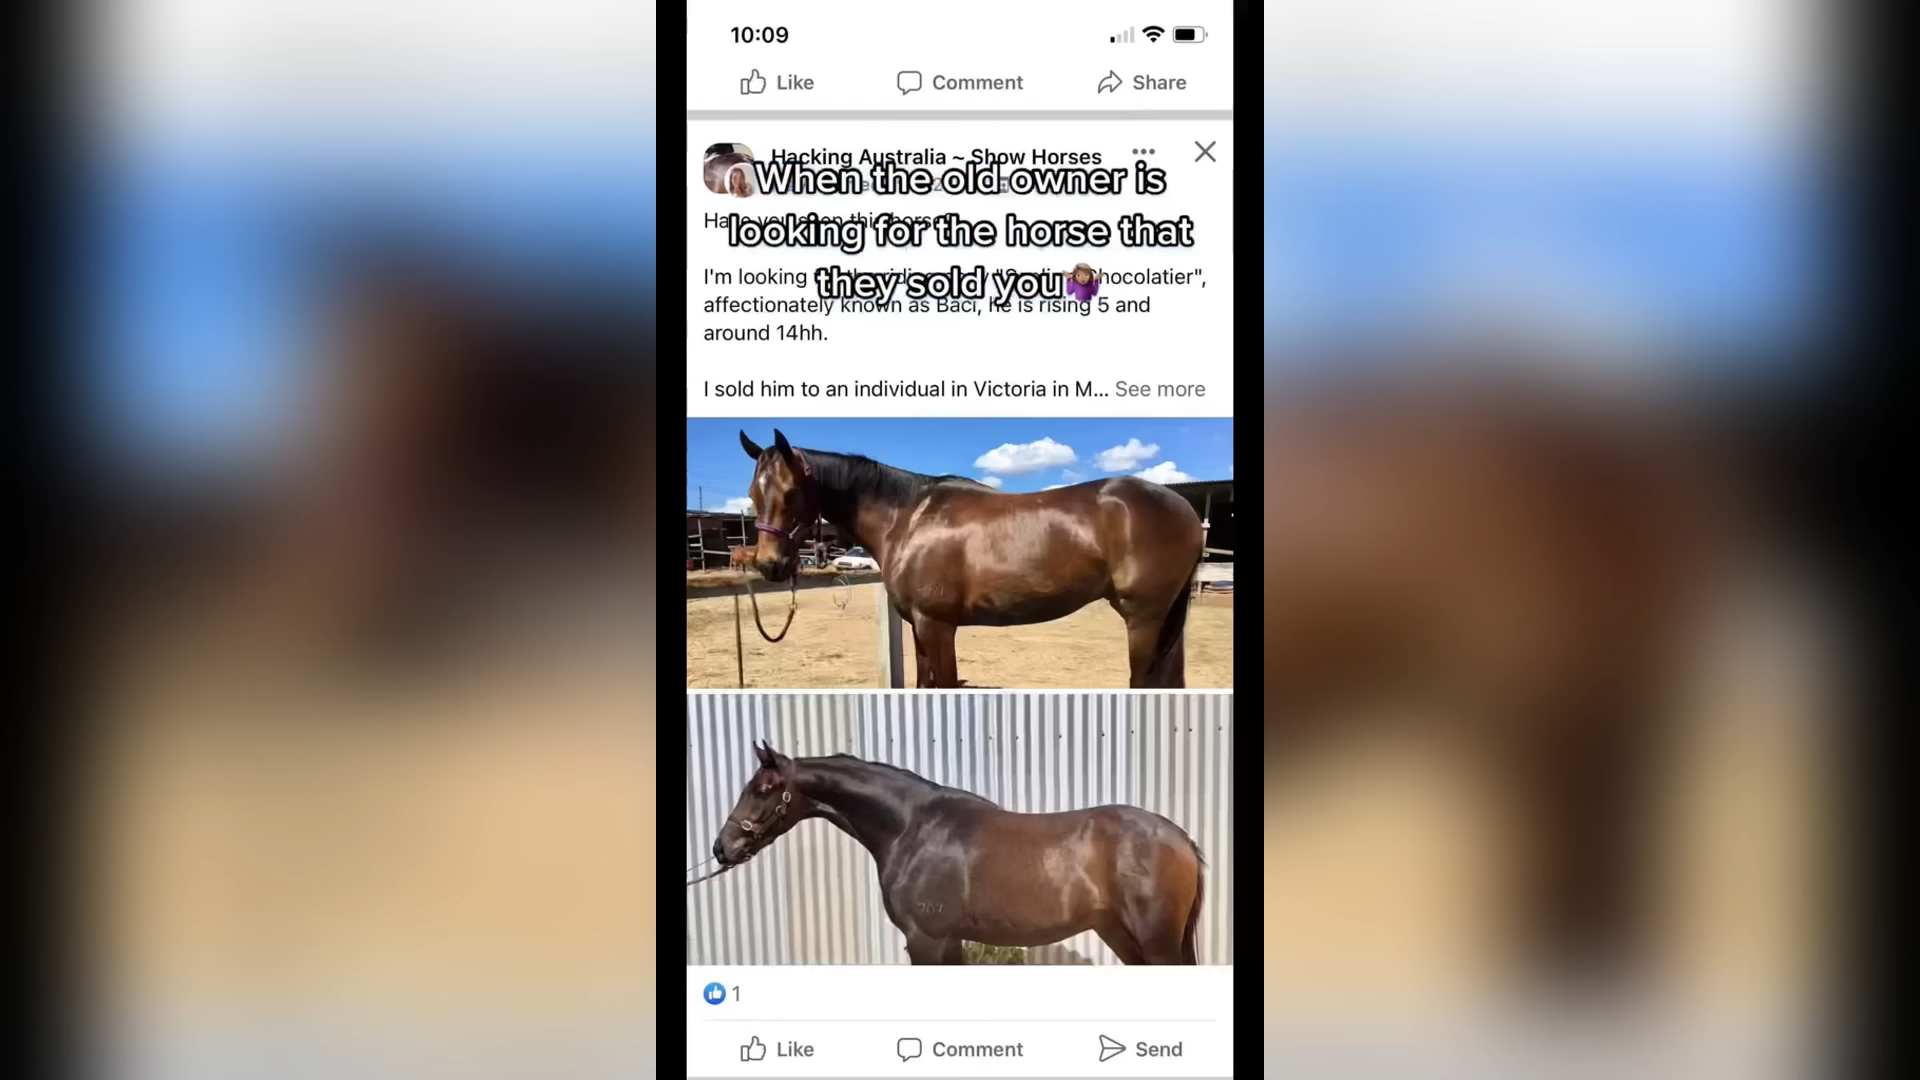 10:09
Like Comment Share
Hacking Australia ~ Show Horses
When the old owner is
looking for the horse that
they sold you🤷🏽‍♀️
I'm looking Chocolatier",
affectionately known as Baci, he is rising 5 and
around 14hh.
I sold him to an individual in Victoria in M... See more
1
Like Comment Send